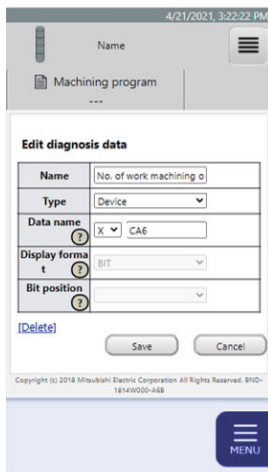 4/21/2021, 3:22:22 PM
Name
Machining program
---
Edit diagnosis data
Name No. of work machining o
Type Device
Data name ? X CA6
Display forma
t ? BIT
Bit position
?
[Delete]
Save Cancel
Copyright (c) 2018 Mitsubishi Electric Corporation All Rights Reserved. BND-
1814W000-A6B
MENU